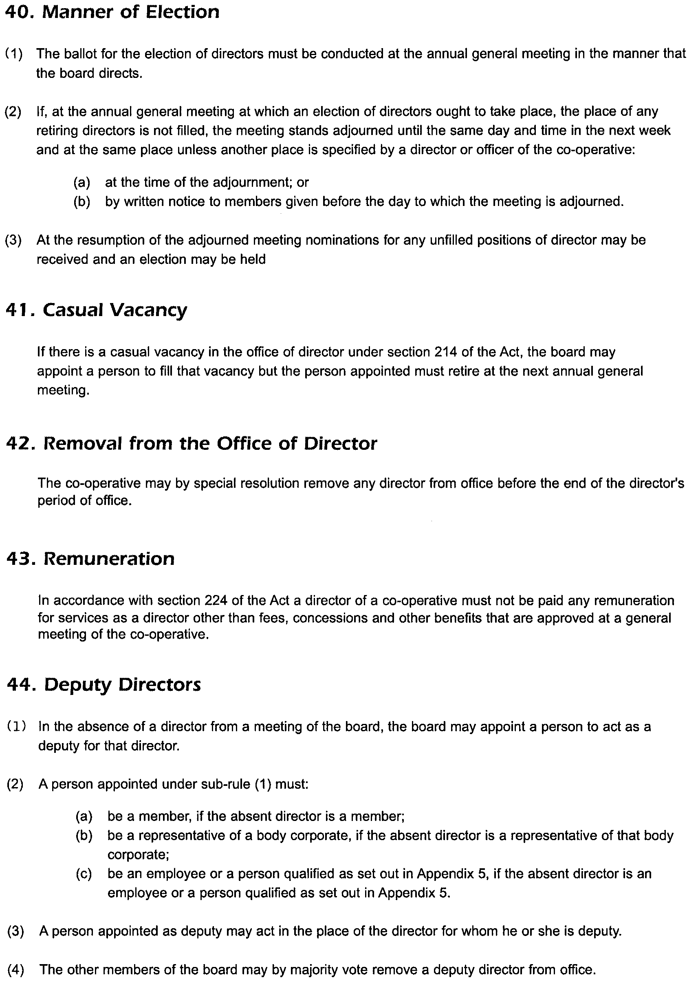 40. Manner of Election
(1) The ballot for the election of directors must be conducted at the annual general meeting in the manner that
the board directs.
(2) If, at the annual general meeting at which an election of directors ought to take place, the place of any
retiring directors is not filled, the meeting stands adjourned until the same day and time in the next week
and at the same place unless another place is specified by a director or officer of the co-operative:
(a) at the time of the adjournment; or
(b) by written notice to members given before the day to which the meeting is adjourned.
(3) At the resumption of the adjourned meeting nominations for any unfilled positions of director may be
received and an election may be held
41. Casual Vacancy
If there is a casual vacancy in the office of director under section 214 of the Act, the board may
appoint a person to fill that vacancy but the person appointed must retire at the next annual general
meeting.
42. Removal from the Office of Director
The co-operative may by special resolution remove any director from office before the end of the director's
period of office.
43. Remuneration
In accordance with section 224 of the Act a director of a co-operative must not be paid any remuneration
for services as a director other than fees, concessions and other benefits that are approved at a general
meeting of the co-operative.
44. Deputy Directors
(1) In the absence of a director from a meeting of the board, the board may appoint a person to act as a
deputy for that director.
(2) A person appointed under sub-rule (1) must:
(a) be a member, if the absent director is a member;
(b) be a representative of a body corporate, if the absent director is a representative of that body
corporate;
(c) be an employee or a person qualified as set out in Appendix 5, if the absent director is an
employee or a person qualified as set out in Appendix 5.
(3) A person appointed as deputy may act in the place of the director for whom he or she is deputy.
(4) The other members of the board may by majority vote remove a deputy director from office.